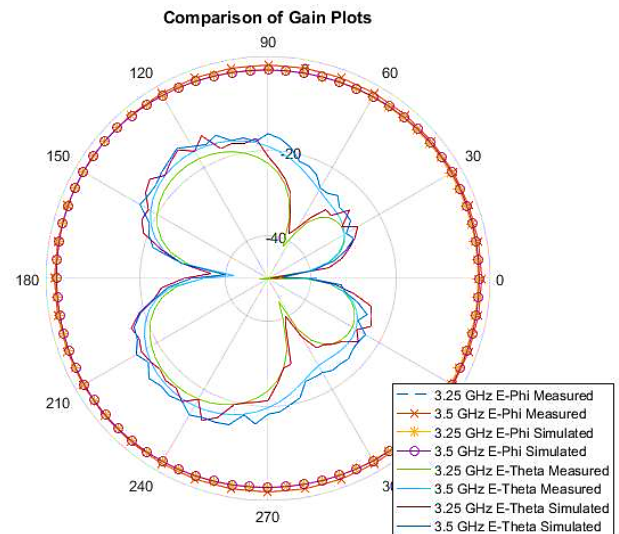 Comparison of Gain Plots
90
120
60
150
30
-20
-40
180
0
210
240
30
270
3.25 GHz E-Phi Measured
3.5 GHz E-Phi Measured
3.25 GHz E-Phi Simulated
3.5 GHz E-Phi Simulated
3.25 GHz E-Theta Measured
3.5 GHz E-Theta Measured
3.25 GHz E-Theta Simulated
3.5 GHz E-Theta Simulated